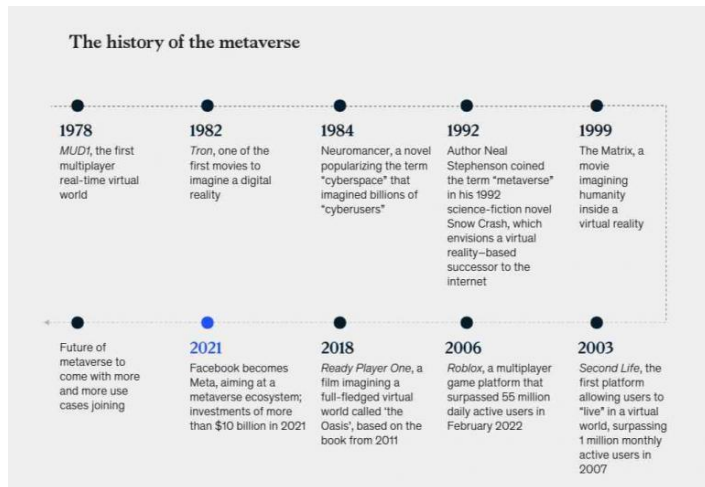 The history of the metaverse
1978
MUD1, the first
multiplayer
real-time virtual
world
1982
Tron, one of the
first movies to
imagine a digital
reality
1984
Neuromancer, a novel
popularizing the term
“cyberspace” that
imagined billions of
“cyberusers”
1992
Author Neal
Stephenson coined
the term “metaverse”
in his 1992
science-fiction novel
Snow Crash, which
envisions a virtual
reality–based
successor to the
internet
1999
The Matrix, a
movie
imagining
humanity
inside a
virtual reality
2003
Second Life, the
first platform
allowing users to
“live” in a virtual
world, surpassing
1 million monthly
active users in
2007
2006
Roblox, a multiplayer
game platform that
surpassed 55 million
daily active users in
February 2022
2018
Ready Player One, a
film imagining a
full-fledged virtual
world called ‘the
Oasis’, based on the
book from 2011
2021
Facebook becomes
Meta, aiming at a
metaverse ecosystem;
investments of more
than $10 billion in 2021
Future of
metaverse to
come with more
and more use
cases joining